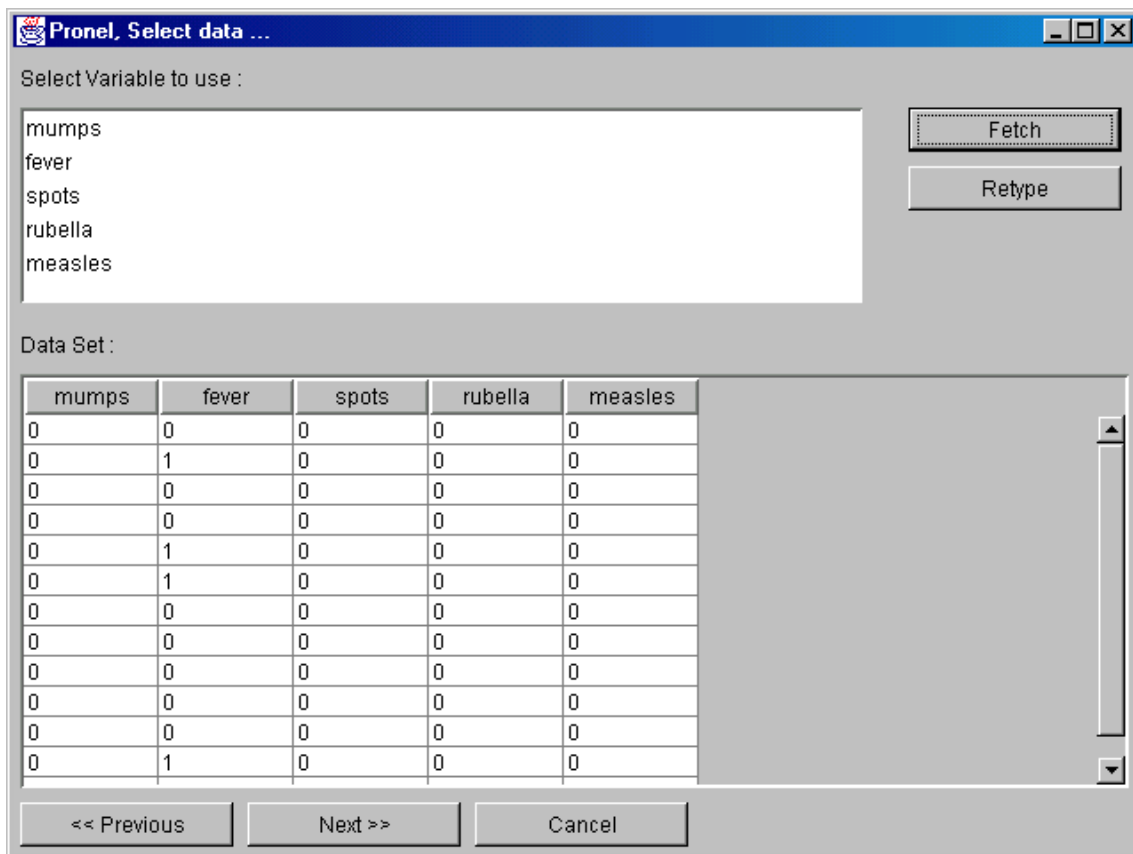 Pronel, Select data ...
Select Variable to use :
mumps
fever
spots
rubella
measles
Fetch
Retype
Data Set :
mumps fever spots rubella measles
0 0 0 0 0
0 1 0 0 0
0 0 0 0 0
0 0 0 0 0
0 1 0 0 0
0 1 0 0 0
0 0 0 0 0
0 0 0 0 0
0 0 0 0 0
0 0 0 0 0
0 0 0 0 0
0 1 0 0 0
<< Previous Next >> Cancel